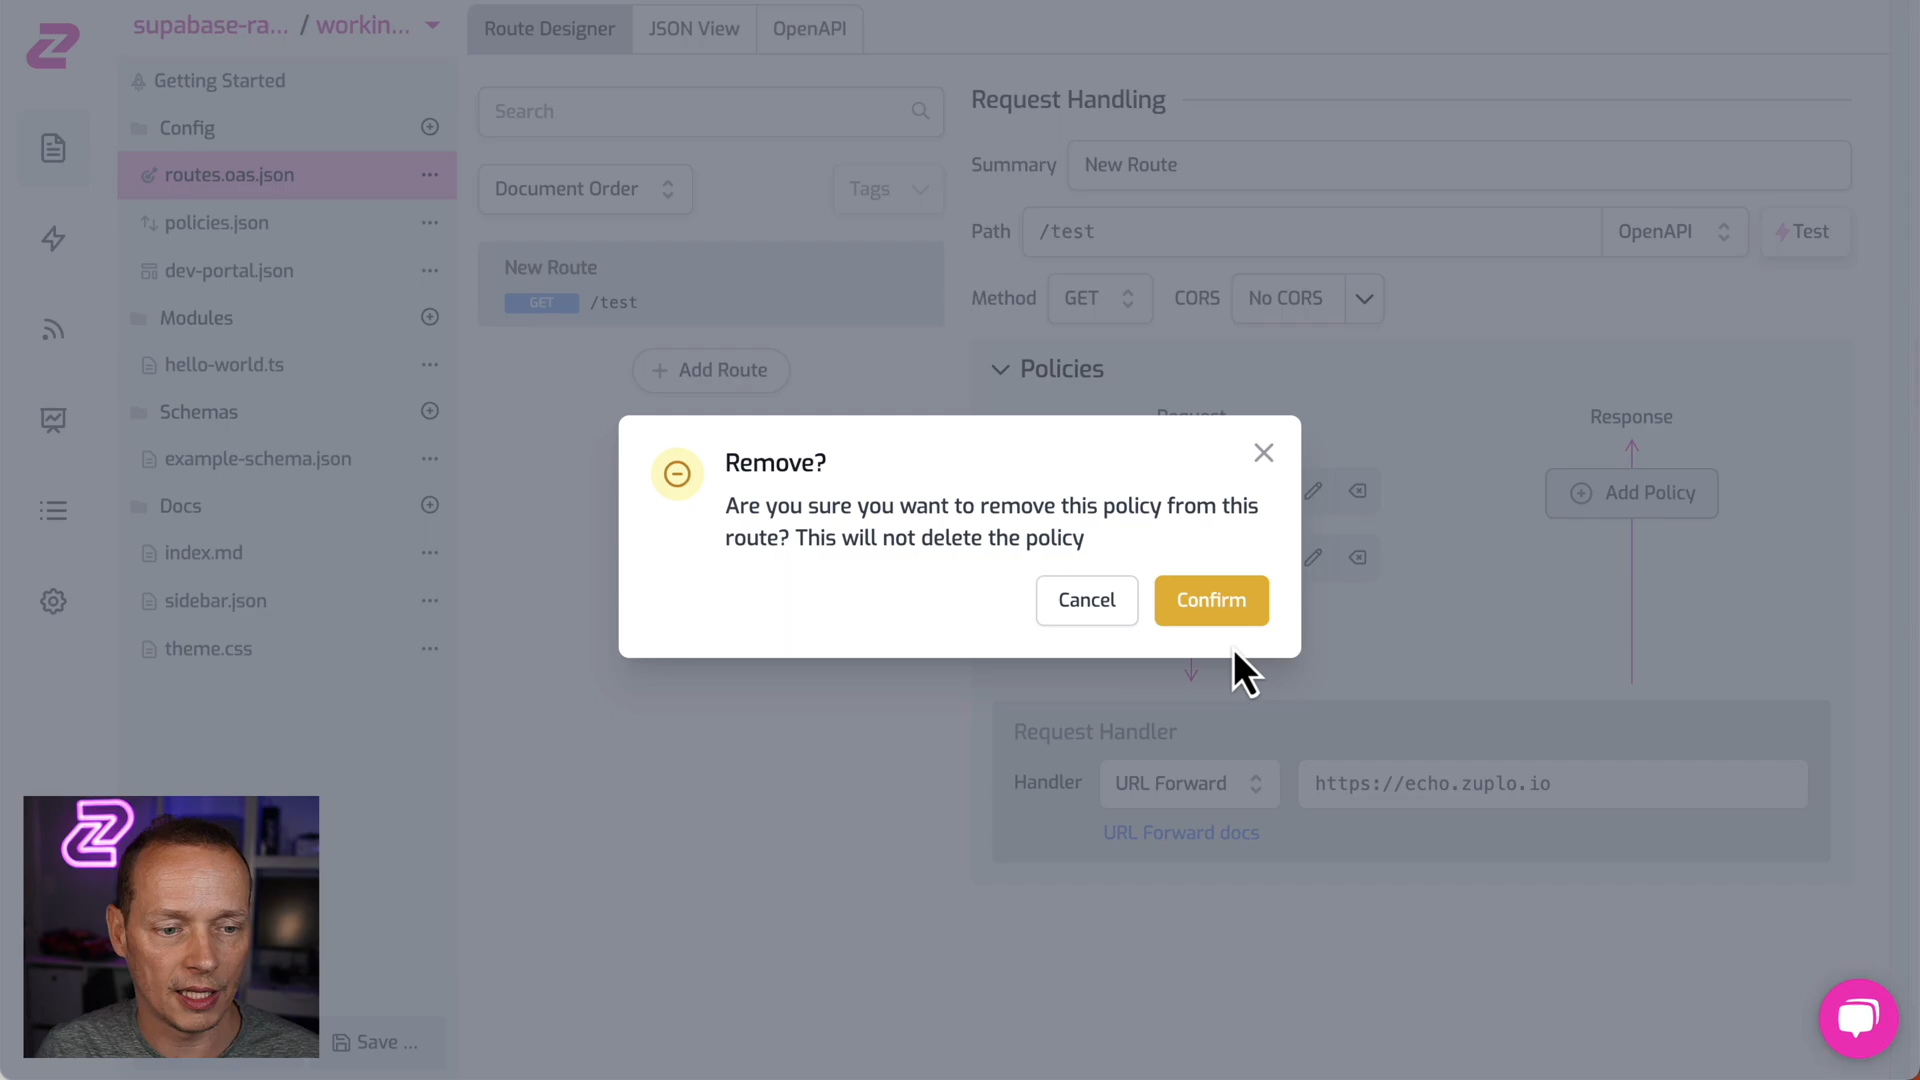 supabase-ra... / workin...
Getting Started
Config
routes.oas.json
policies.json
dev-portal.json
Modules
hello-world.ts
Schemas
example-schema.json
Docs
index.md
sidebar.json
theme.css
Save ...
Route Designer
JSON View
OpenAPI
Search
Document Order
Tags
New Route
GET /test
Add Route
Request Handling
Summary New Route
Path /test OpenAPI Test
Method GET CORS No CORS
Policies
Request
Response
Add Policy
Remove?
Are you sure you want to remove this policy from this
route? This will not delete the policy
Cancel
Confirm
Request Handler
Handler URL Forward https://echo.zuplo.io
URL Forward docs